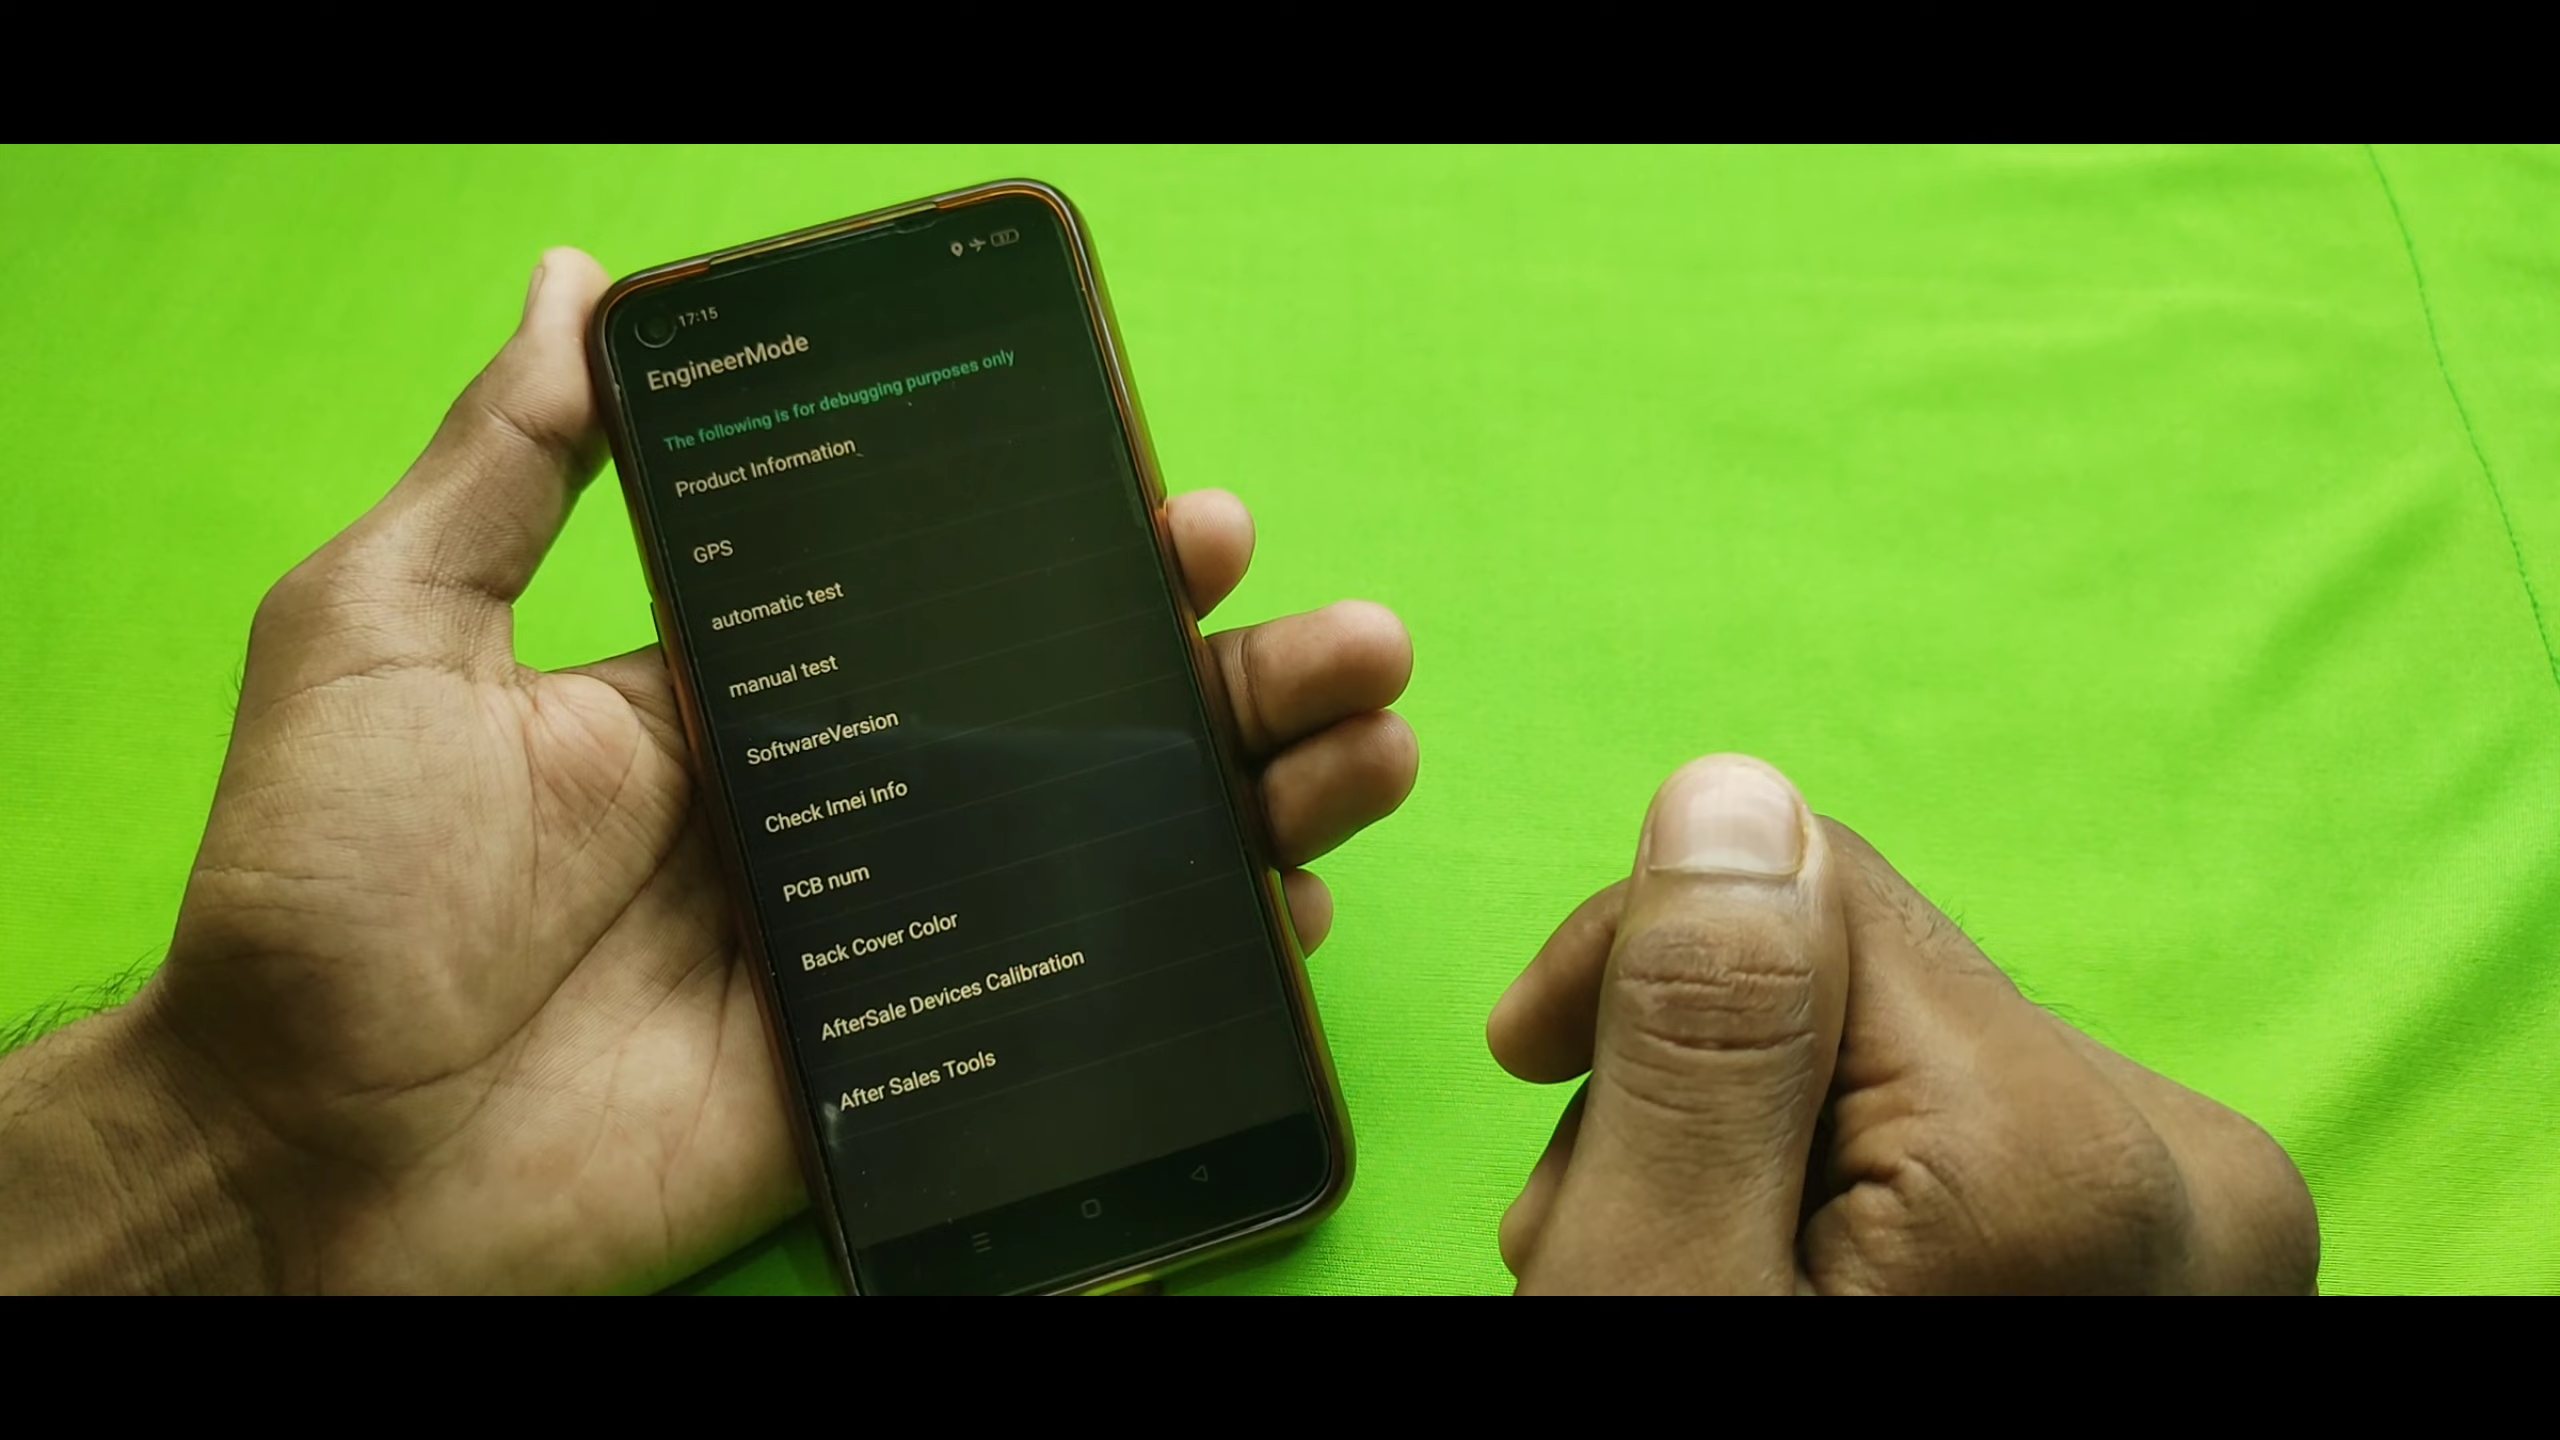 17:15
EngineerMode
The following is for debugging purposes only
Product Information
GPS
automatic test
manual test
SoftwareVersion
Check Imei Info
PCB num
Back Cover Color
AfterSale Devices Calibration
After Sales Tools